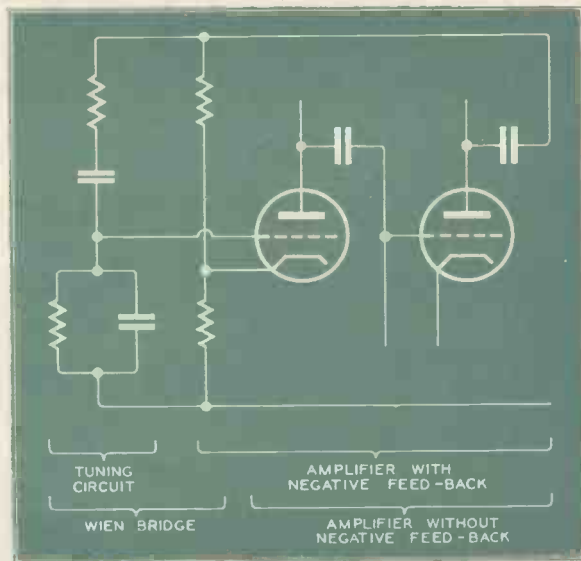 TUNING
CIRCUIT
AMPLIFIER WITH
NEGATIVE FEED-BACK
WIEN BRIDGE
AMPLIFIER WITHOUT
NEGATIVE FEED-BACK